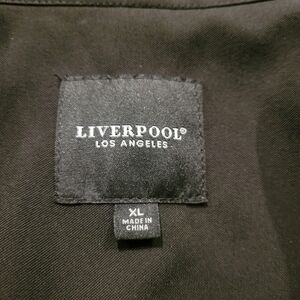 LIVERPOOL®
LOS ANGELES
XL
MADE IN
CHINA